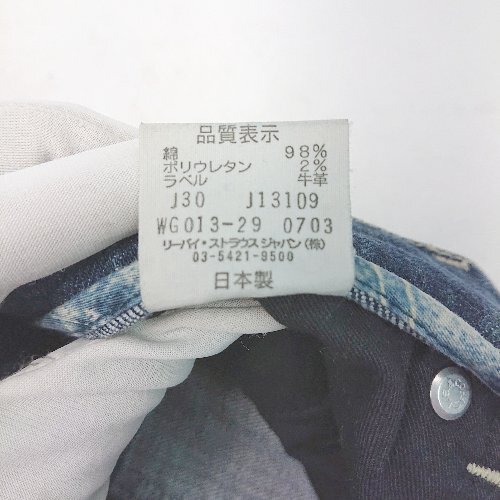 品質表示
綿 98%
ポリウレタン 2%
ラベル 牛革
J30 J13109
WG013-29 0703
リーバイ・ストラウス ジャパン(株)
03-5421-9500
日本製